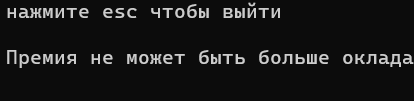 нажмите esc чтобы выйти
Премия не может быть больше оклада